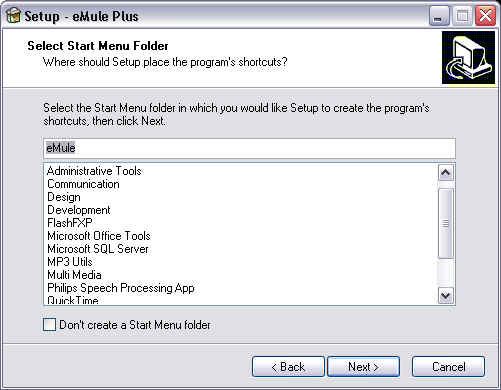 Setup - eMule Plus
Select Start Menu Folder
Where should Setup place the program's shortcuts?
Select the Start Menu folder in which you would like Setup to create the program's
shortcuts, then click Next.
eMule
Administrative Tools
Communication
Design
Development
FlashFXP
Microsoft Office Tools
Microsoft SQL Server
MP3 Utils
Multi Media
Philips Speech Processing App
QuickTime
Don't create a Start Menu folder
< Back
Next >
Cancel